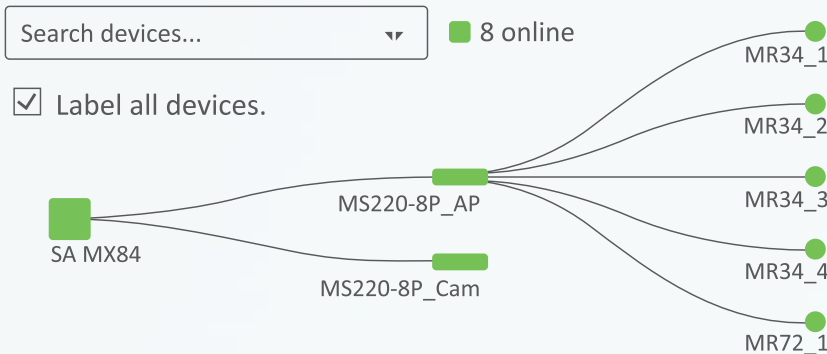 Search devices...
8 online
Label all devices.
MR34_1
MR34_2
MS220-8P_AP
MR34_3
SA MX84
MS220-8P_Cam
MR34_4
MR72_1